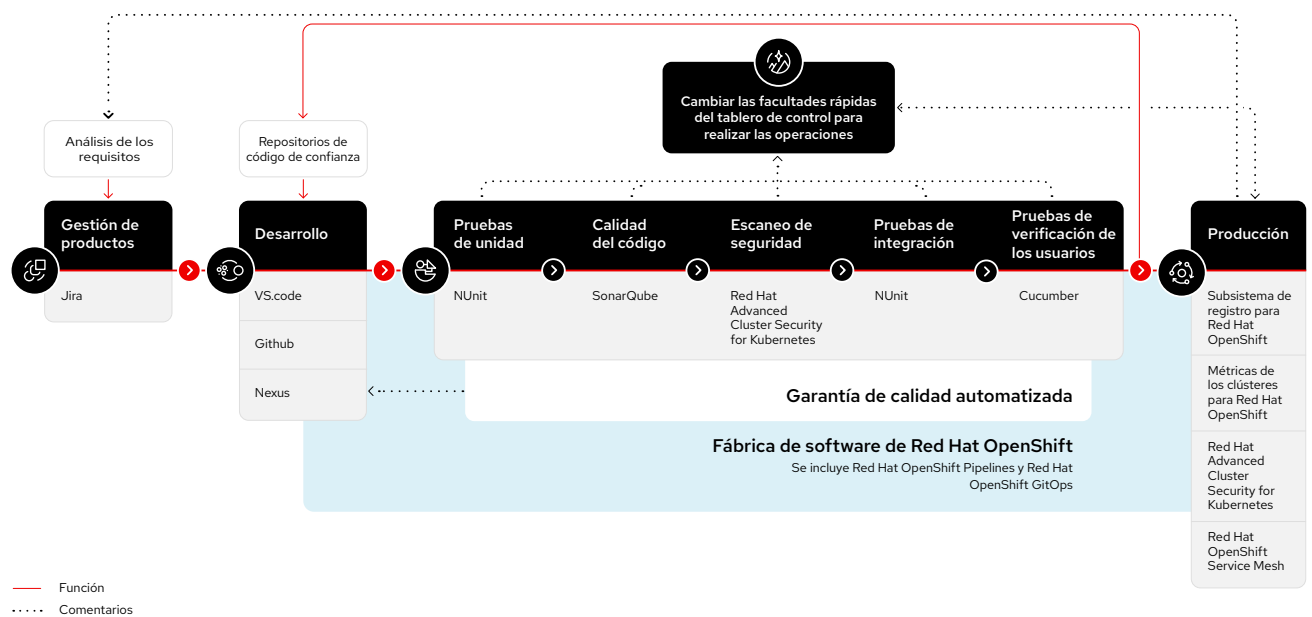 Cambiar las facultades rápidas
del tablero de control para
realizar las operaciones
Análisis de los
requisitos
Repositorios de
código de confianza
Gestión de
productos
Jira
Desarrollo
VS.code
Github
Nexus
Pruebas
de unidad
NUnit
Calidad
del código
SonarQube
Escaneo de
seguridad
Red Hat
Advanced
Cluster Security
for Kubernetes
Pruebas de
integración
NUnit
Pruebas de
verificación de
los usuarios
Cucumber
Producción
Subsistema de
registro para
Red Hat
OpenShift
Métricas de
los clústeres
para Red Hat
OpenShift
Red Hat
Advanced
Cluster
Security for
Kubernetes
Red Hat
OpenShift
Service Mesh
Garantía de calidad automatizada
Fábrica de software de Red Hat OpenShift
Se incluye Red Hat OpenShift Pipelines y Red Hat
OpenShift GitOps
Función
Comentarios